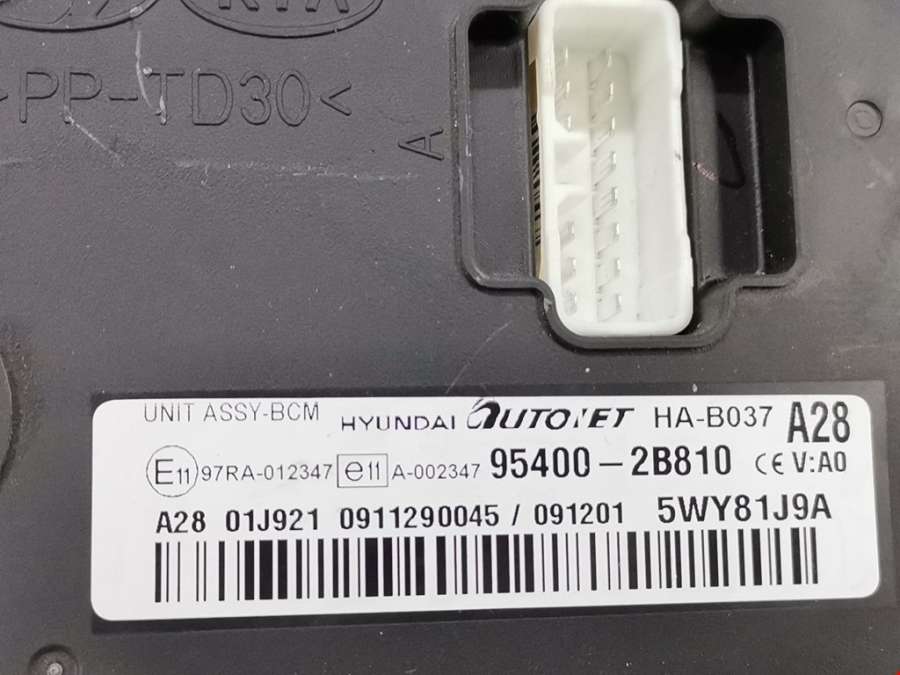 KIA
>PP-TD30<
A
UNIT ASSY-BCM HYUNDAI AUTONET HA-B037 A28
E11 97RA-012347 e11 A-002347 95400-2B810 CE V:A0
A28 01J921 0911290045 / 091201 5WY81J9A